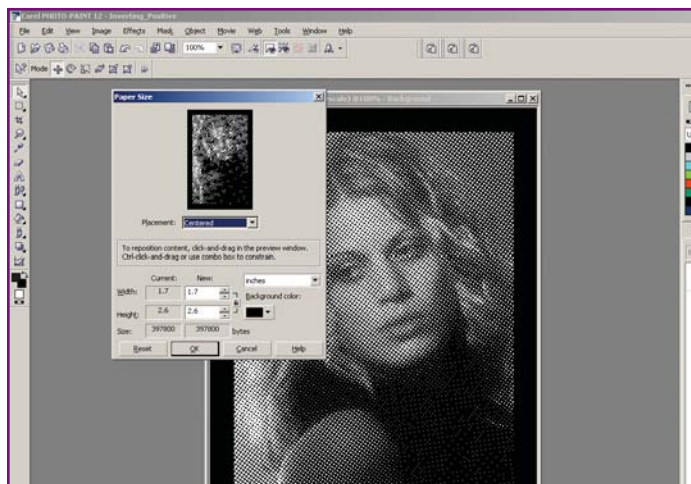 Corel PHOTO-PAINT 12 - Inverting_Positive
File Edit View Image Effects Mask Object Movie Web Tools Window Help
100%
Mode
Paper Size
rscale) @100% - Background
Placement: Centered
To reposition content, click-and-drag in the preview window.
Ctrl-click-and-drag or use combo box to constrain.
Current: New: inches
Width: 1.7 1.7 Background color:
Height: 2.6 2.6
Size: 397800 397800 bytes
Reset OK Cancel Help